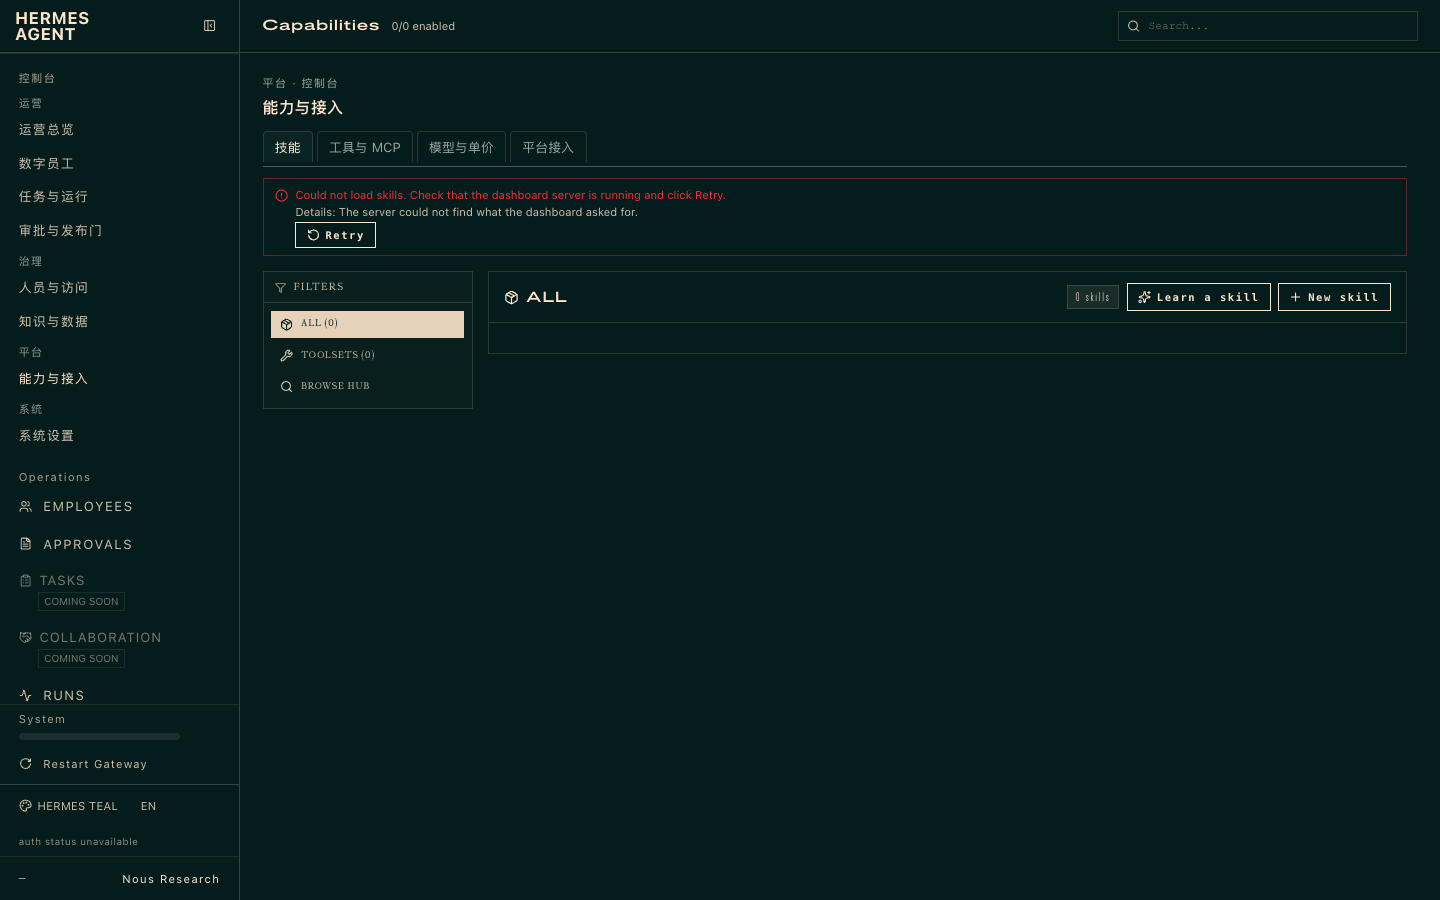 HERMES
AGENT
控制台
运营
运营总览
数字员工
任务与运行
审批与发布门
治理
人员与访问
知识与数据
平台
能力与接入
系统
系统设置
Operations
EMPLOYEES
APPROVALS
TASKS
COMING SOON
COLLABORATION
COMING SOON
RUNS
System
Restart Gateway
HERMES TEAL EN
auth status unavailable
— Nous Research
Capabilities 0/0 enabled
Search...
平台 · 控制台
能力与接入
技能 工具与 MCP 模型与单价 平台接入
Could not load skills. Check that the dashboard server is running and click Retry.
Details: The server could not find what the dashboard asked for.
Retry
FILTERS
ALL (0)
TOOLSETS (0)
BROWSE HUB
ALL
0 skills Learn a skill New skill